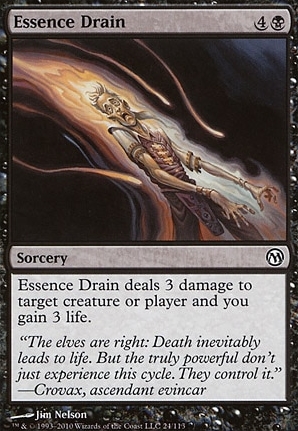 Essence Drain 4
Sorcery
Essence Drain deals 3 damage to
target creature or player and you
gain 3 life.
“The elves are right: Death inevitably
leads to life. But the truly powerful don’t
just experience this cycle. They control it.”
—Crovax, ascendant evincar
Jim Nelson
™ & © 1993–2010 Wizards of the Coast LLC 24/115